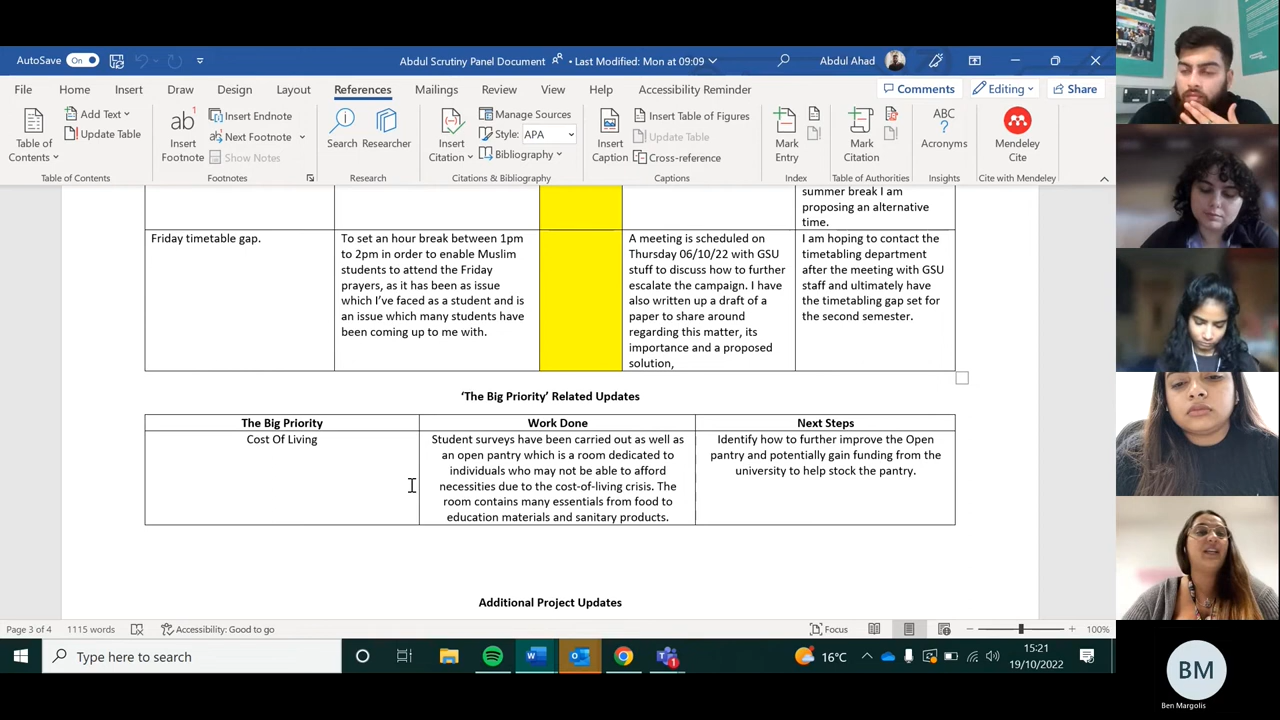 AutoSave On Abdul Scrutiny Panel Document • Last Modified: Mon at 09:09 Abdul Ahad
File Home Insert Draw Design Layout References Mailings Review View Help Accessibility Reminder Comments Editing Share
Table of Contents
Add Text
Update Table
Table of Contents
ab
Insert Footnote
Insert Endnote
Next Footnote
Show Notes
Footnotes
Search Researcher
Research
Insert Citation
Manage Sources
Style: APA
Bibliography
Citations & Bibliography
Insert Caption
Insert Table of Figures
Update Table
Cross-reference
Captions
Mark Entry
Index
Mark Citation
Table of Authorities
ABC
Acronyms
Insights
Mendeley Cite
Cite with Mendeley
summer break I am
proposing an alternative
time.
Friday timetable gap.
To set an hour break between 1pm
to 2pm in order to enable Muslim
students to attend the Friday
prayers, as it has been as issue
which I've faced as a student and is
an issue which many students have
been coming up to me with.
A meeting is scheduled on
Thursday 06/10/22 with GSU
stuff to discuss how to further
escalate the campaign. I have
also written up a draft of a
paper to share around
regarding this matter, its
importance and a proposed
solution,
I am hoping to contact the
timetabling department
after the meeting with GSU
staff and ultimately have
the timetabling gap set for
the second semester.
'The Big Priority' Related Updates
The Big Priority Work Done Next Steps
Cost Of Living
Student surveys have been carried out as well as
an open pantry which is a room dedicated to
individuals who may not be able to afford
necessities due to the cost-of-living crisis. The
room contains many essentials from food to
education materials and sanitary products.
Identify how to further improve the Open
pantry and potentially gain funding from the
university to help stock the pantry.
Additional Project Updates
Page 3 of 4 1115 words Accessibility: Good to go Focus 100%
Type here to search 16°C 15:21
19/10/2022
BM
Ben Margolis